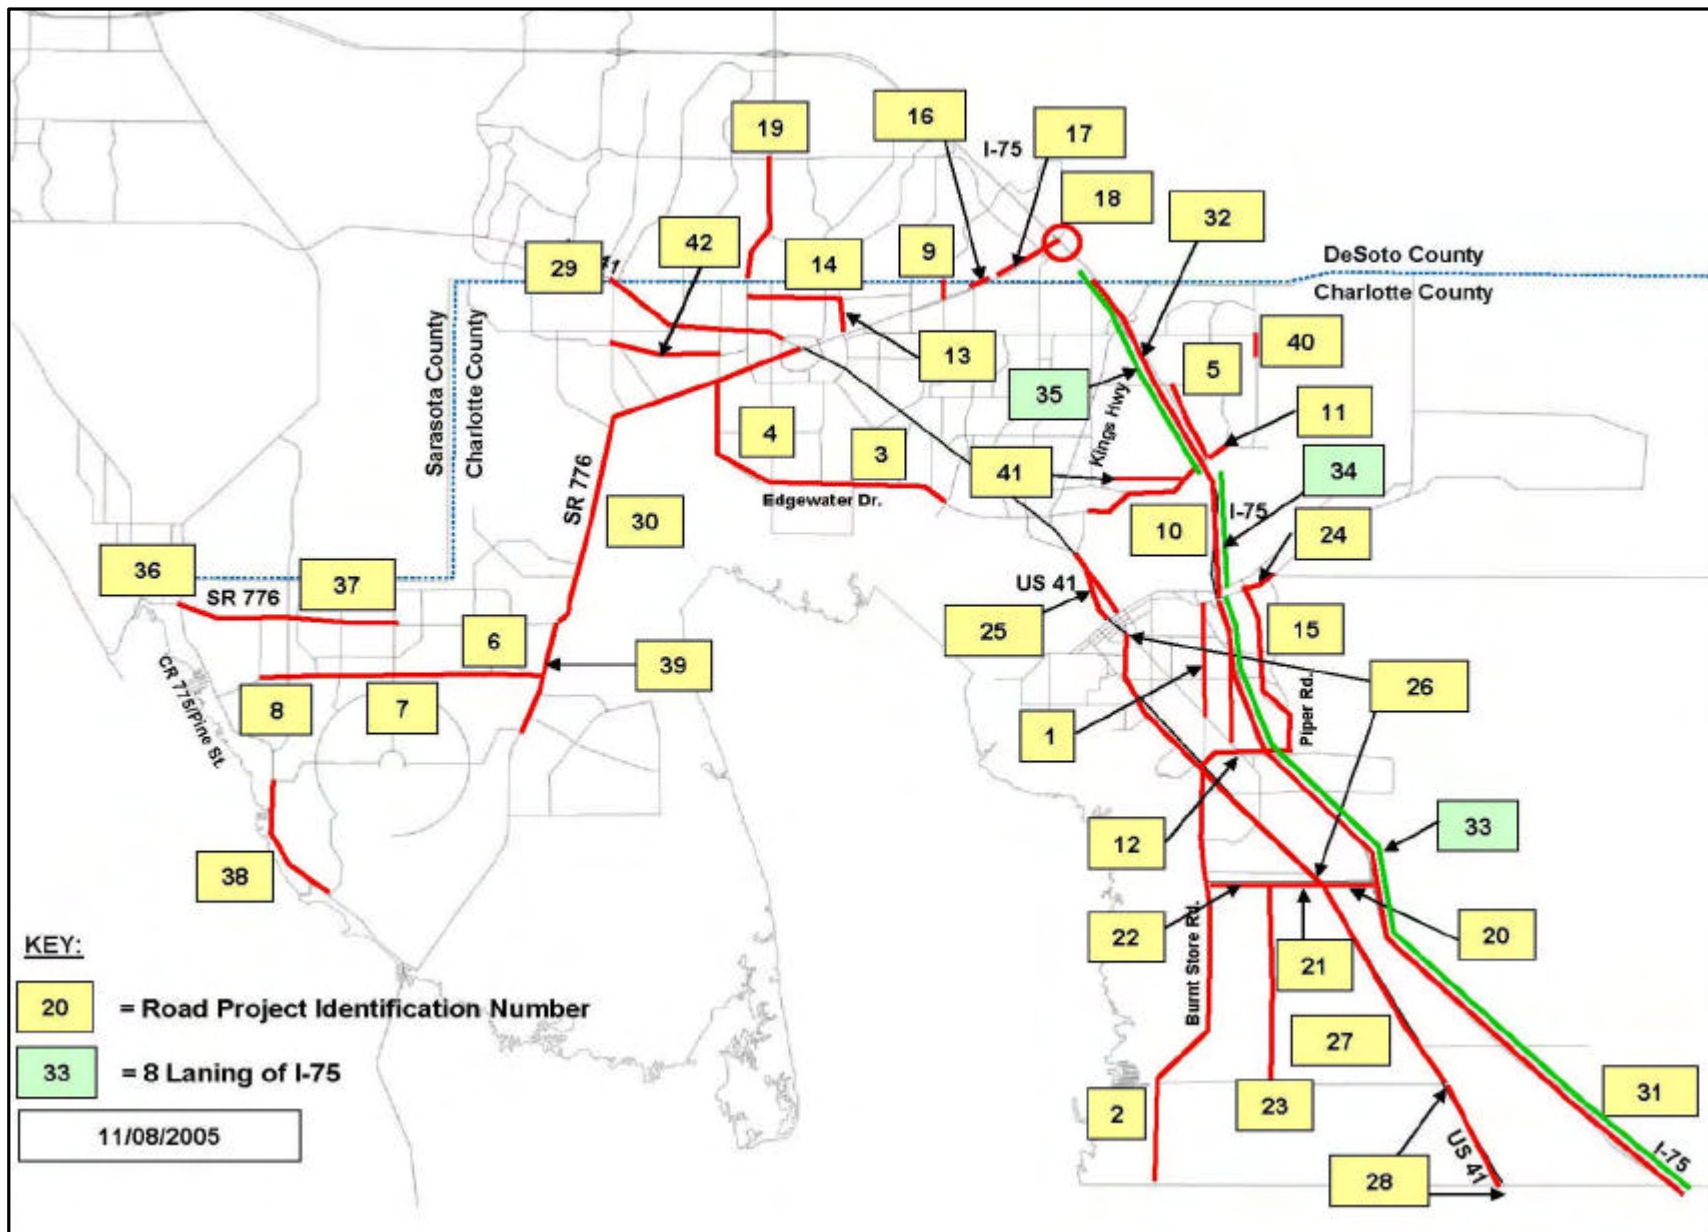 19
16
17
I-75
18
32
42
9
14
29
DeSoto County
Charlotte County
40
13
5
35
Kings Hwy
11
Sarasota County
Charlotte County
4
3
41
34
SR 776
Edgewater Dr.
30
10
I-75
24
36
37
SR 776
US 41
25
15
6
39
26
CR 775/Pine St.
8
7
1
Piper Rd.
12
33
38
22
Burnt Store Rd.
21
20
KEY:
20 = Road Project Identification Number
27
33 = 8 Laning of I-75
2
23
31
11/08/2005
28
US 41
I-75